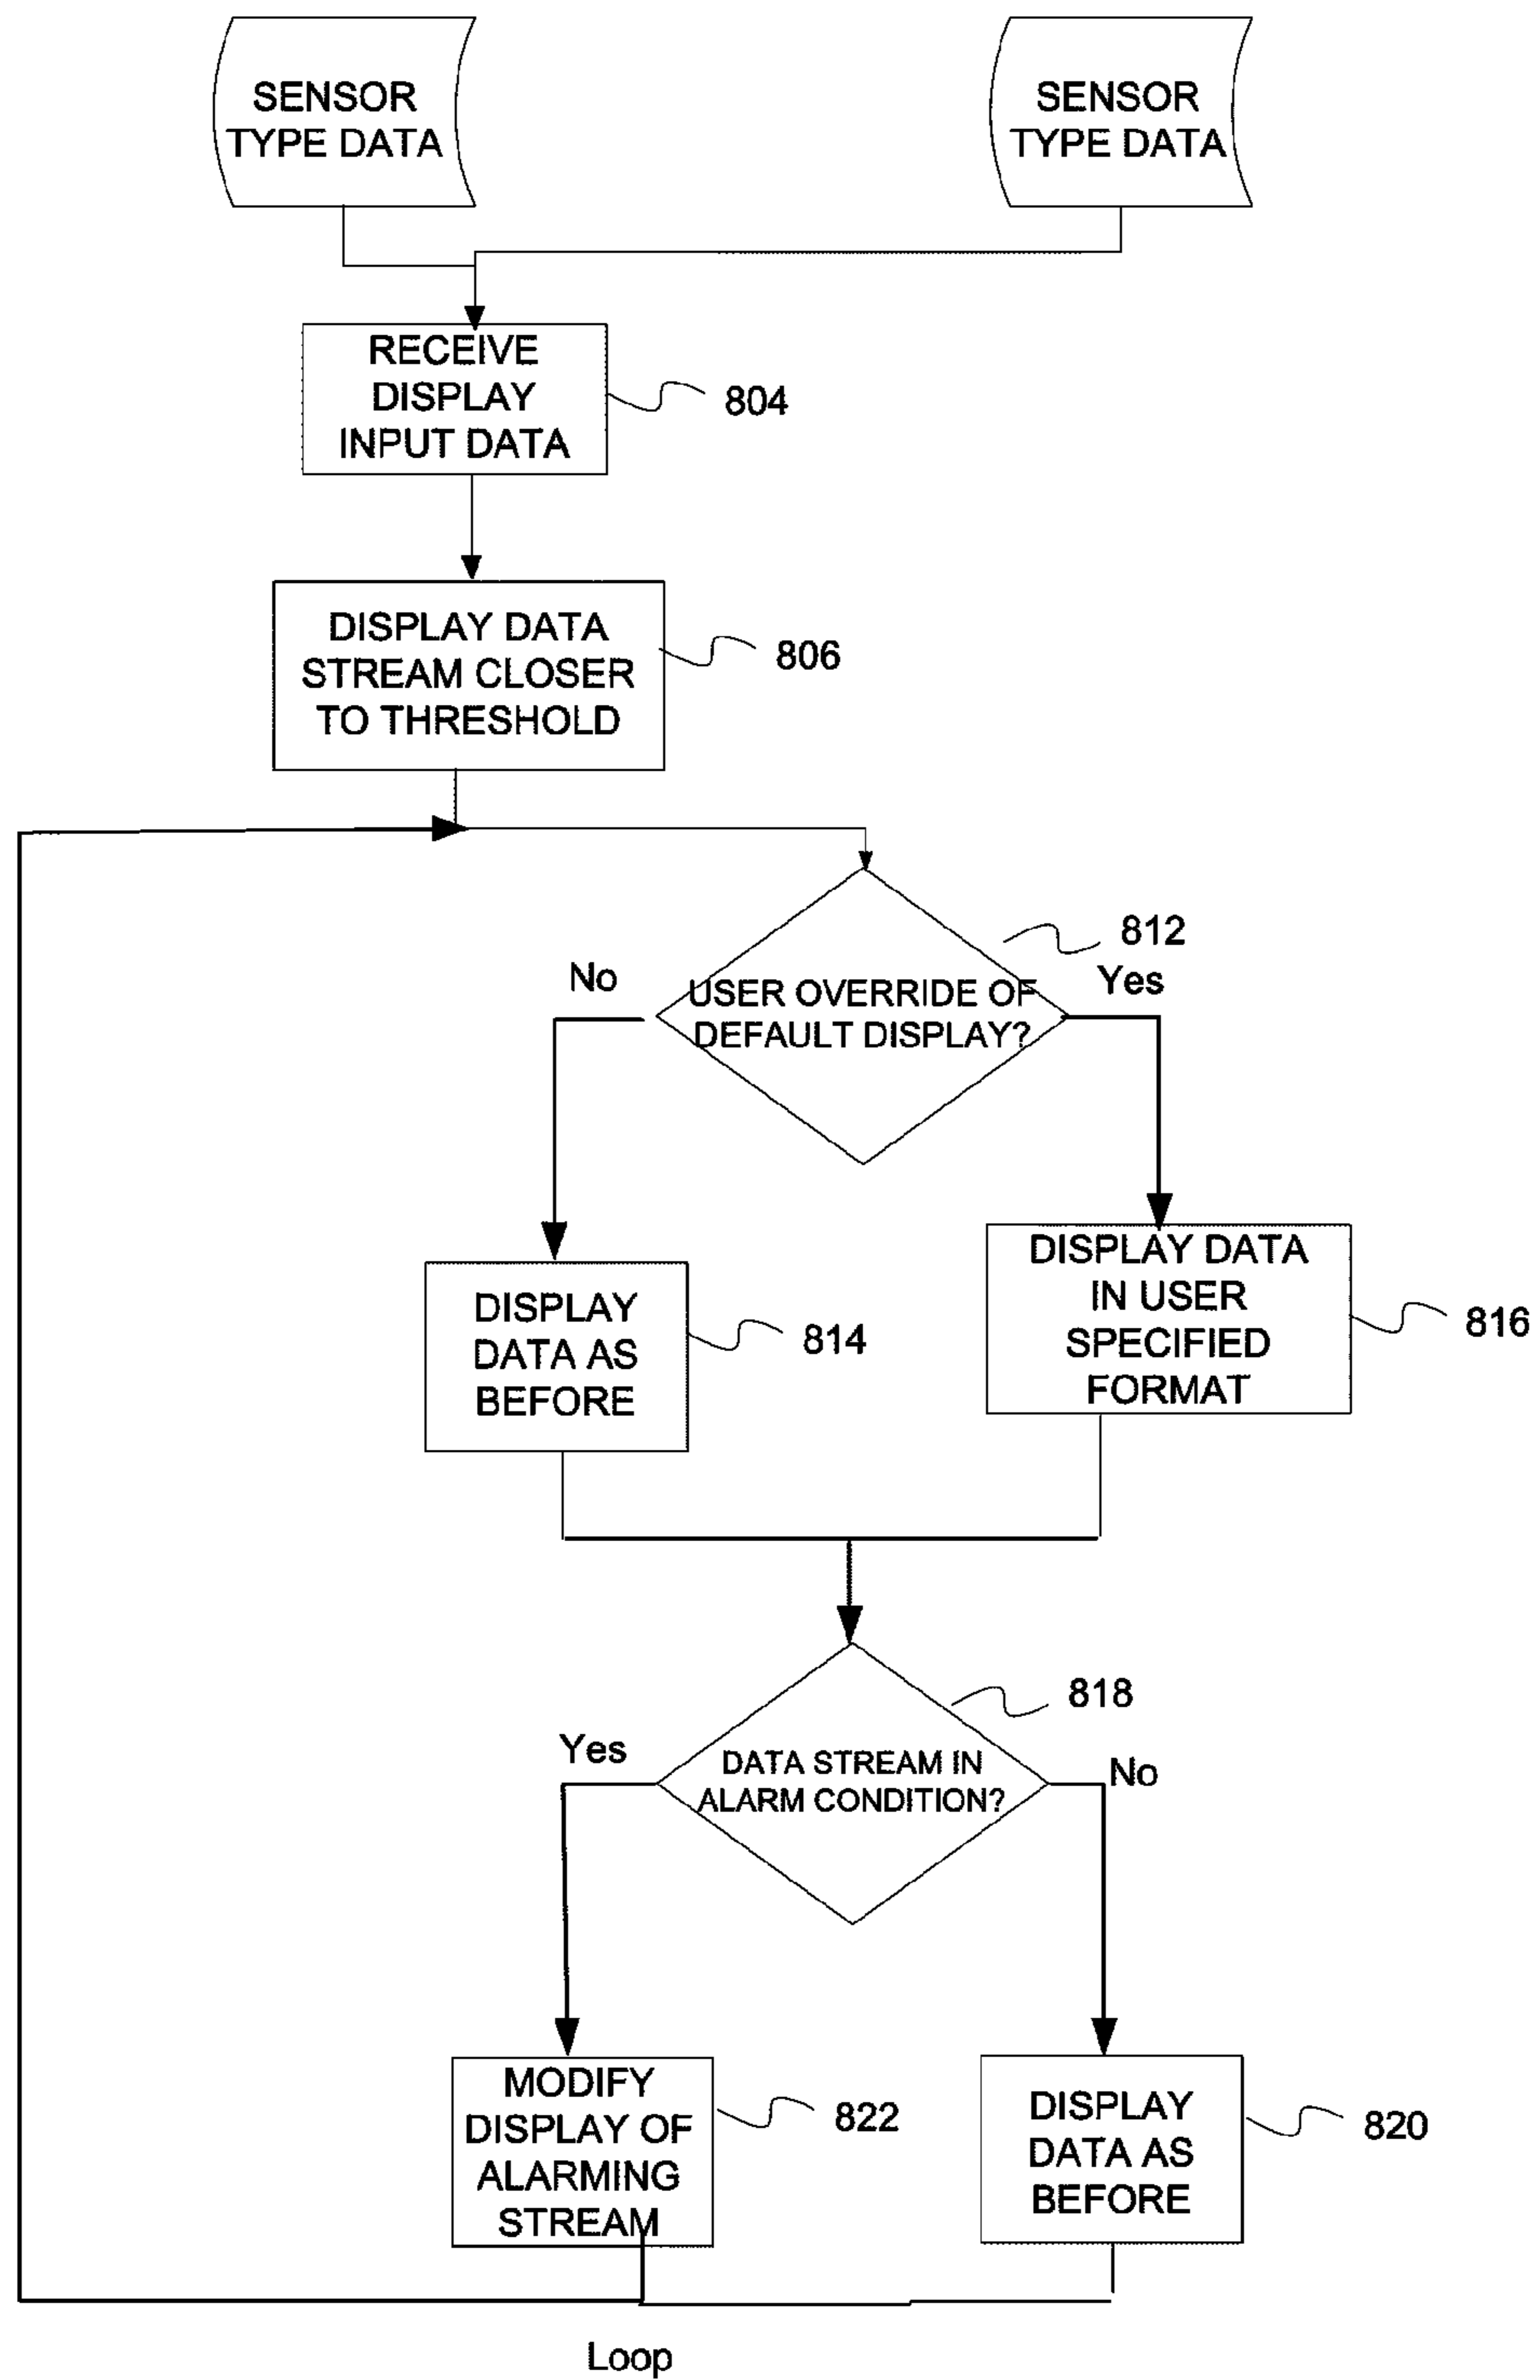 SENSOR
TYPE DATA
SENSOR
TYPE DATA
RECEIVE
DISPLAY
INPUT DATA
804
DISPLAY DATA
STREAM CLOSER
TO THRESHOLD
806
812
No
Yes
USER OVERRIDE OF
DEFAULT DISPLAY?
DISPLAY
DATA AS
BEFORE
814
DISPLAY DATA
IN USER
SPECIFIED
FORMAT
816
818
Yes
No
DATA STREAM IN
ALARM CONDITION?
MODIFY
DISPLAY OF
ALARMING
STREAM
822
DISPLAY
DATA AS
BEFORE
820
Loop